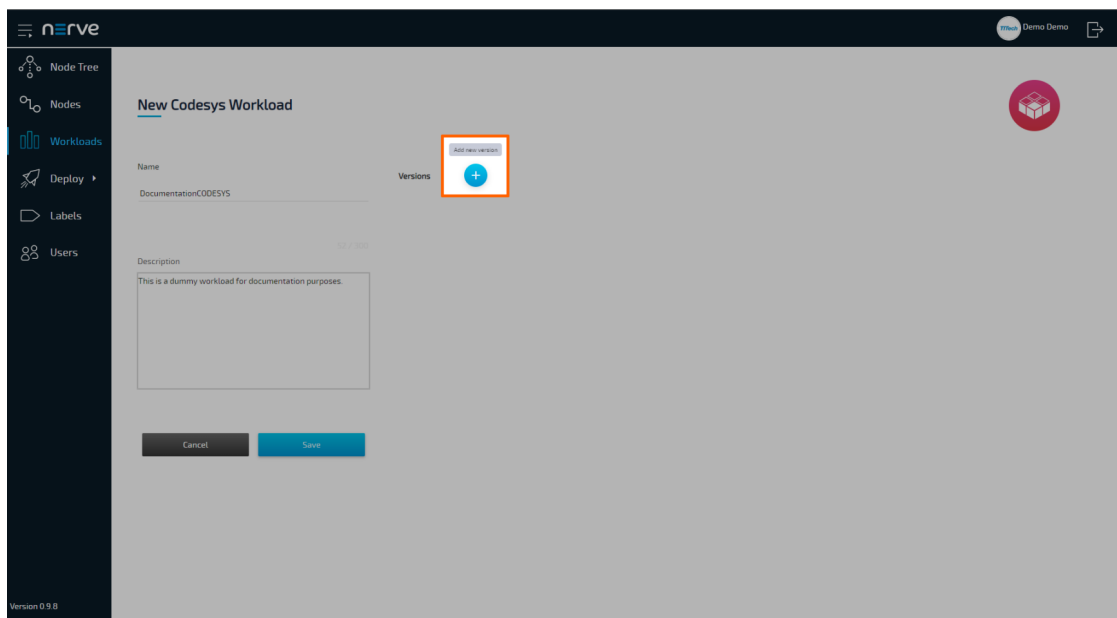 nerve
Demo Demo
Node Tree
Nodes
Workloads
Deploy
Labels
Users
New Codesys Workload
Name
DocumentationCODESYS
Versions
Add new version
Description
This is a dummy workload for documentation purposes.
Cancel
Save
Version 0.9.8